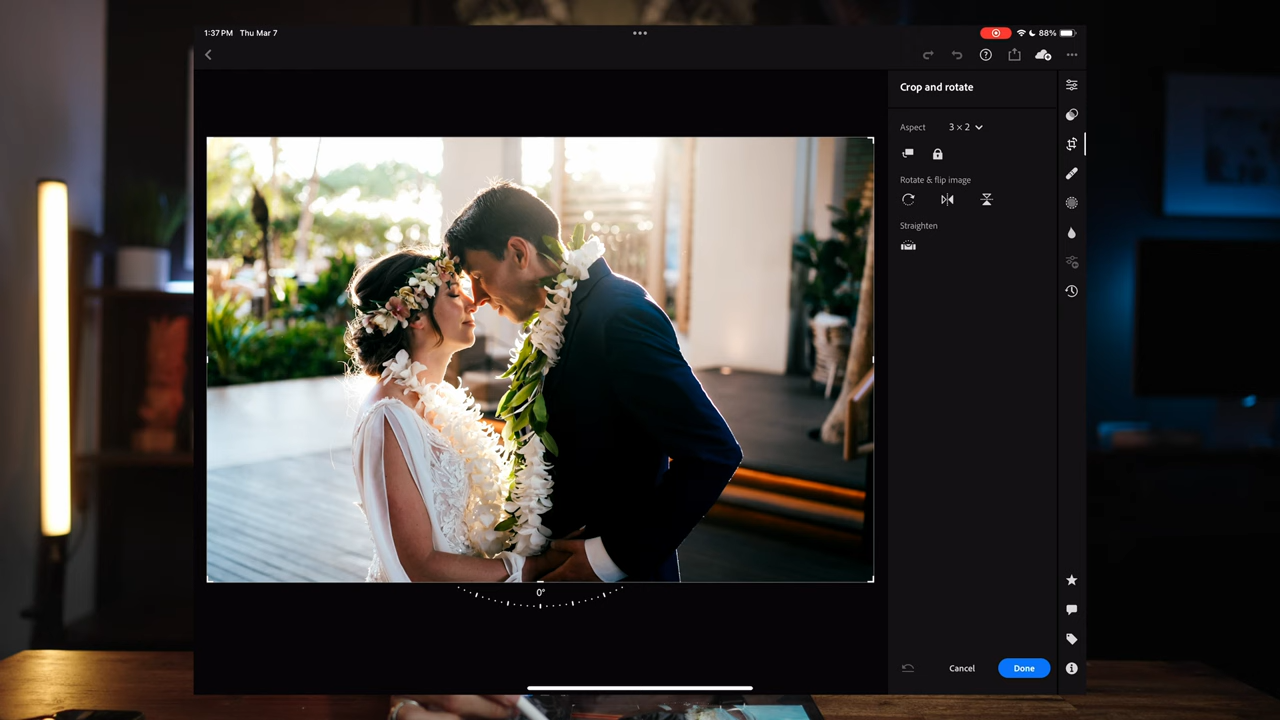 1:37 PM Thu Mar 7
88%
Crop and rotate
Aspect 3 × 2
Rotate & flip image
Straighten
0°
Cancel Done